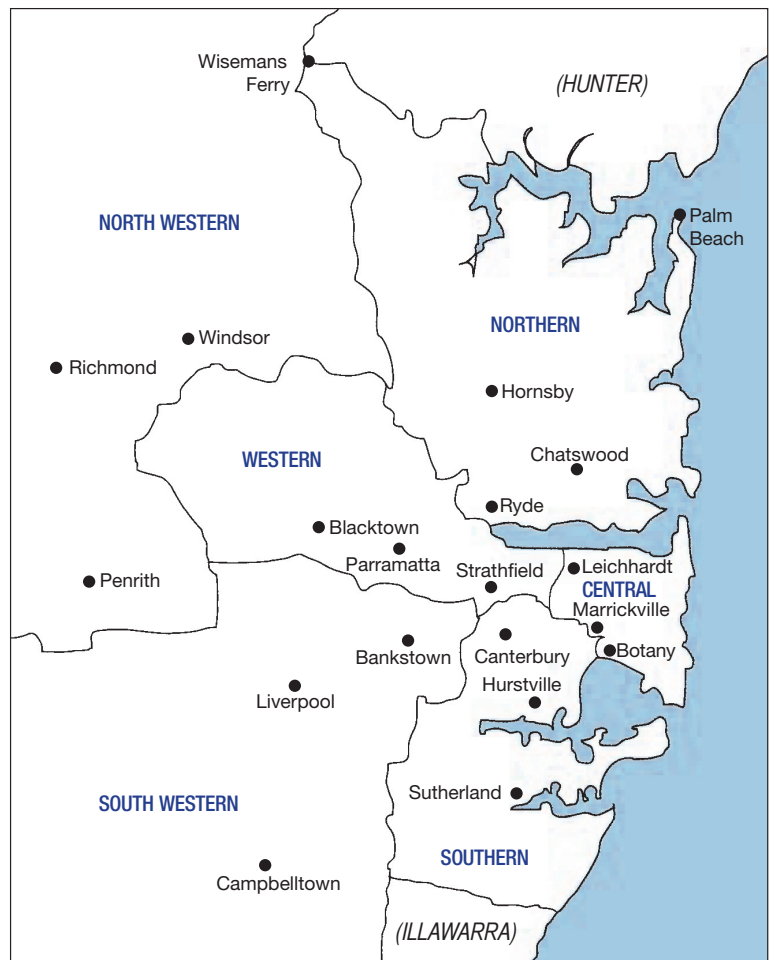 Wisemans
Ferry
(HUNTER)
NORTH WESTERN
Palm
Beach
NORTHERN
Windsor
Richmond
Hornsby
WESTERN
Chatswood
Ryde
Blacktown
Parramatta
Strathfield
Leichhardt
CENTRAL
Penrith
Marrickville
Bankstown
Canterbury
Botany
Hurstville
Liverpool
SOUTH WESTERN
Sutherland
SOUTHERN
Campbelltown
(ILLAWARRA)